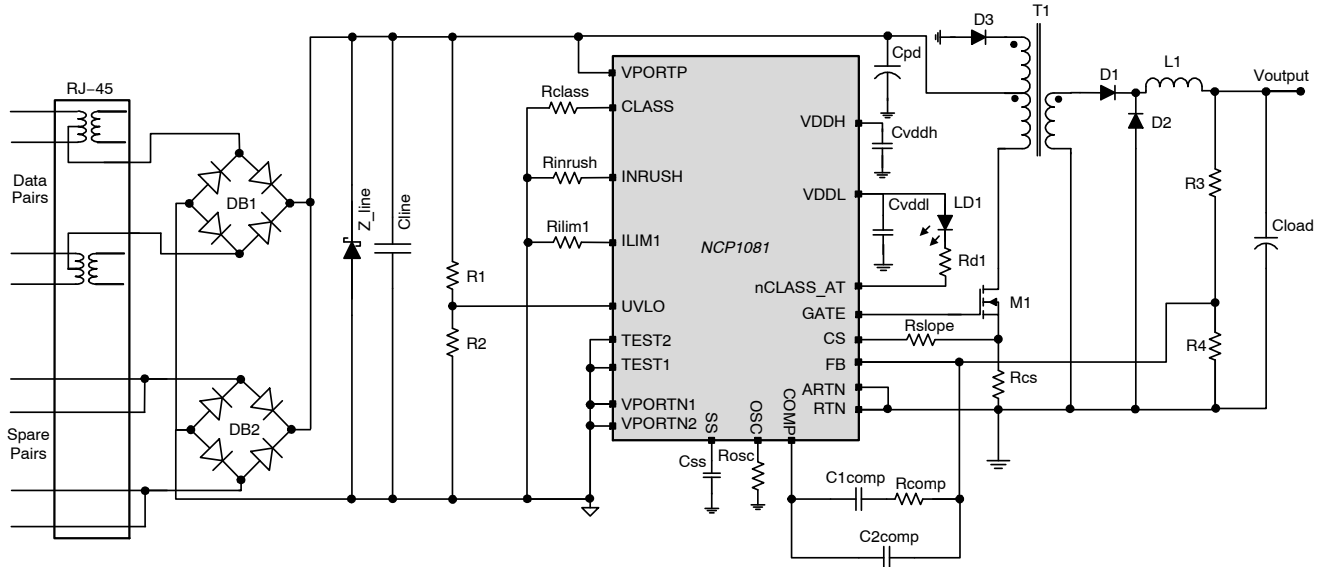 RJ-45
Data
Pairs
Spare
Pairs
DB1
DB2
Z_line
Cline
R1
R2
Rclass
Rinrush
Rilim1
VPORTP
CLASS
INRUSH
ILIM1
UVLO
TEST2
TEST1
VPORTN1
VPORTN2
NCP1081
SS
OSC
COMP
VDDH
VDDL
nCLASS_AT
GATE
CS
FB
ARTN
RTN
Cpd
Cvddh
Cvddl
LD1
Rd1
Rslope
M1
Rcs
D3
T1
D1
D2
L1
Voutput
R3
R4
Cload
Css
Rosc
C1comp
Rcomp
C2comp